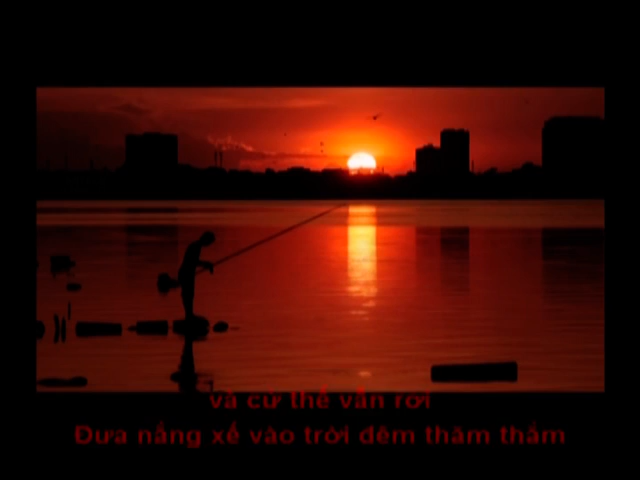 và cứ thế vẫn rơi
Đưa nắng xế vào trời đêm thăm thẳm